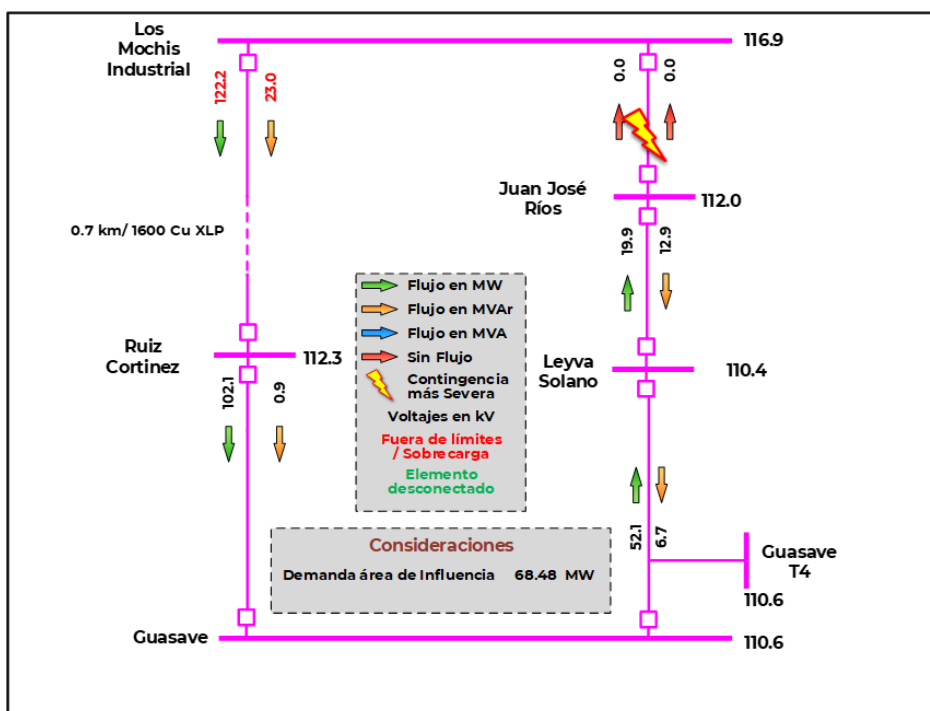 Los
Mochis
Industrial
116.9
122.2
23.0
0.0
0.0
Juan José
Ríos
112.0
0.7 km/ 1600 Cu XLP
19.9
12.9
Flujo en MW
Flujo en MVAr
Flujo en MVA
Sin Flujo
Contingencia
más Severa
Voltajes en kV
Fuera de límites
/ Sobrecarga
Elemento
desconectado
Ruiz
Cortinez
112.3
102.1
0.9
Leyva
Solano
110.4
52.1
6.7
Consideraciones
Demanda área de Influencia 68.48 MW
Guasave
T4
110.6
Guasave
110.6